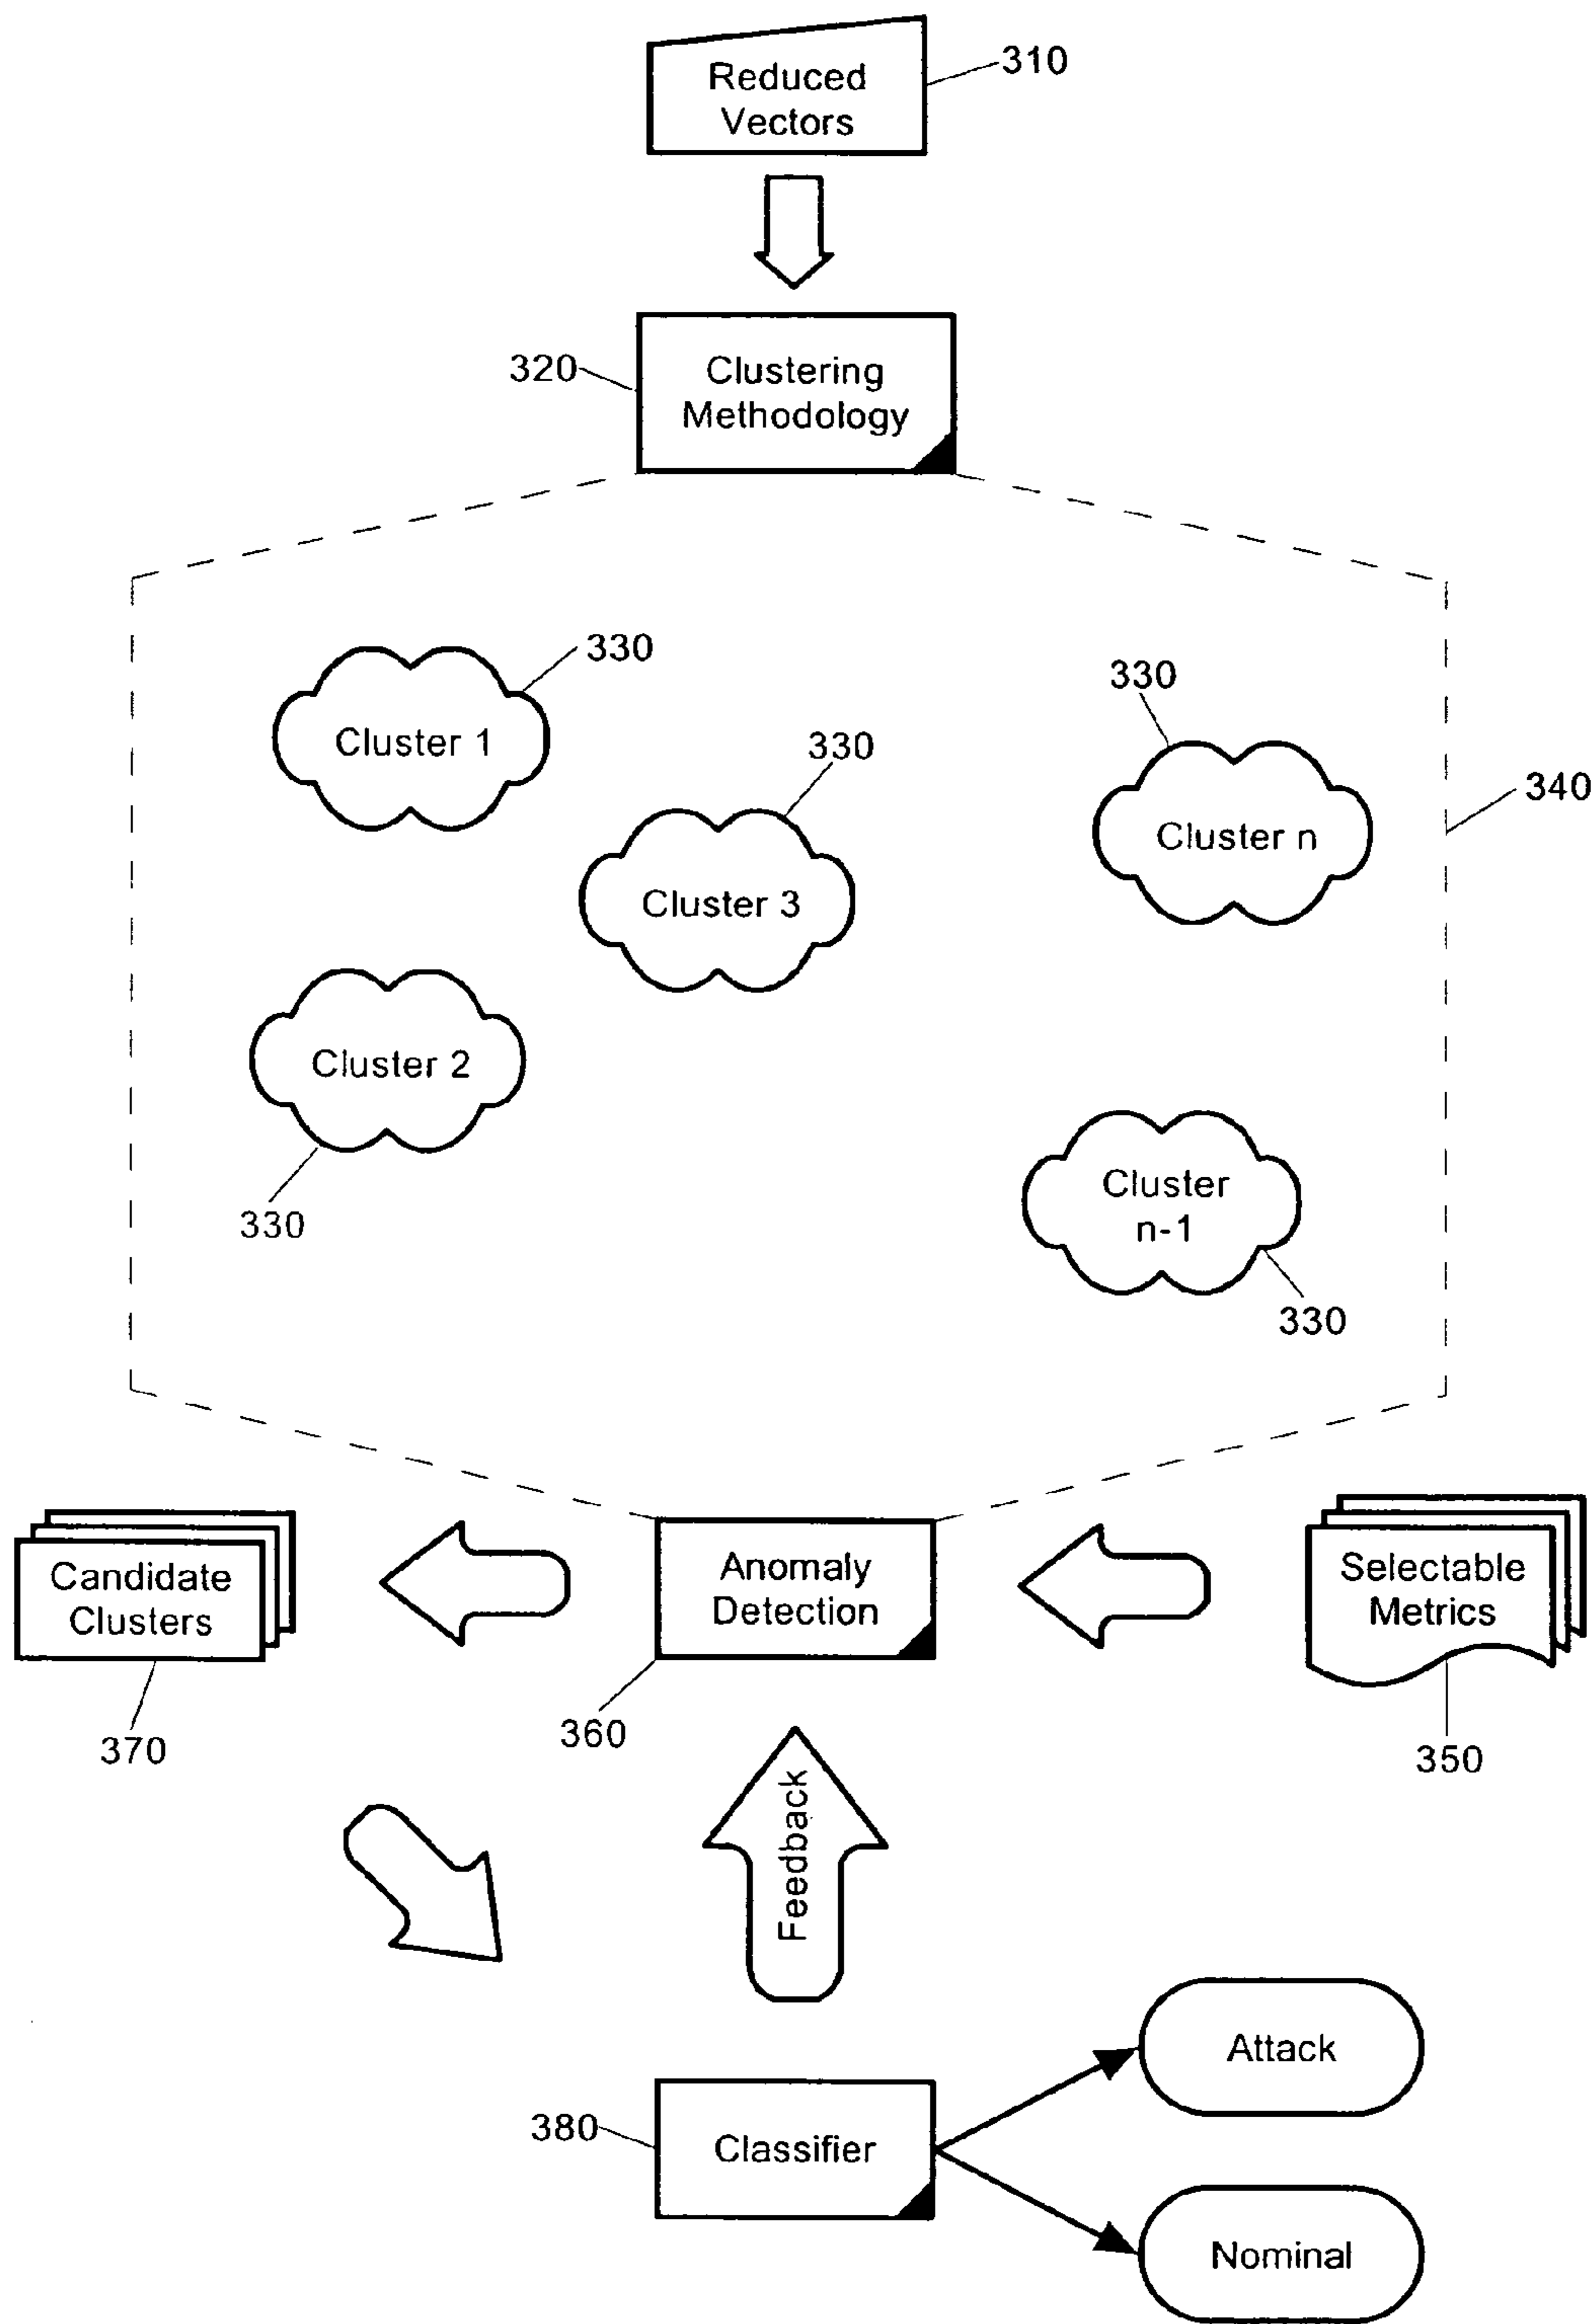 Reduced
Vectors
310
320
Clustering
Methodology
330
Cluster 1
330
Cluster n
330
Cluster 3
340
Cluster 2
330
Cluster
n-1
330
Candidate
Clusters
370
Anomaly
Detection
360
Selectable
Metrics
350
Feedback
380
Classifier
Attack
Nominal